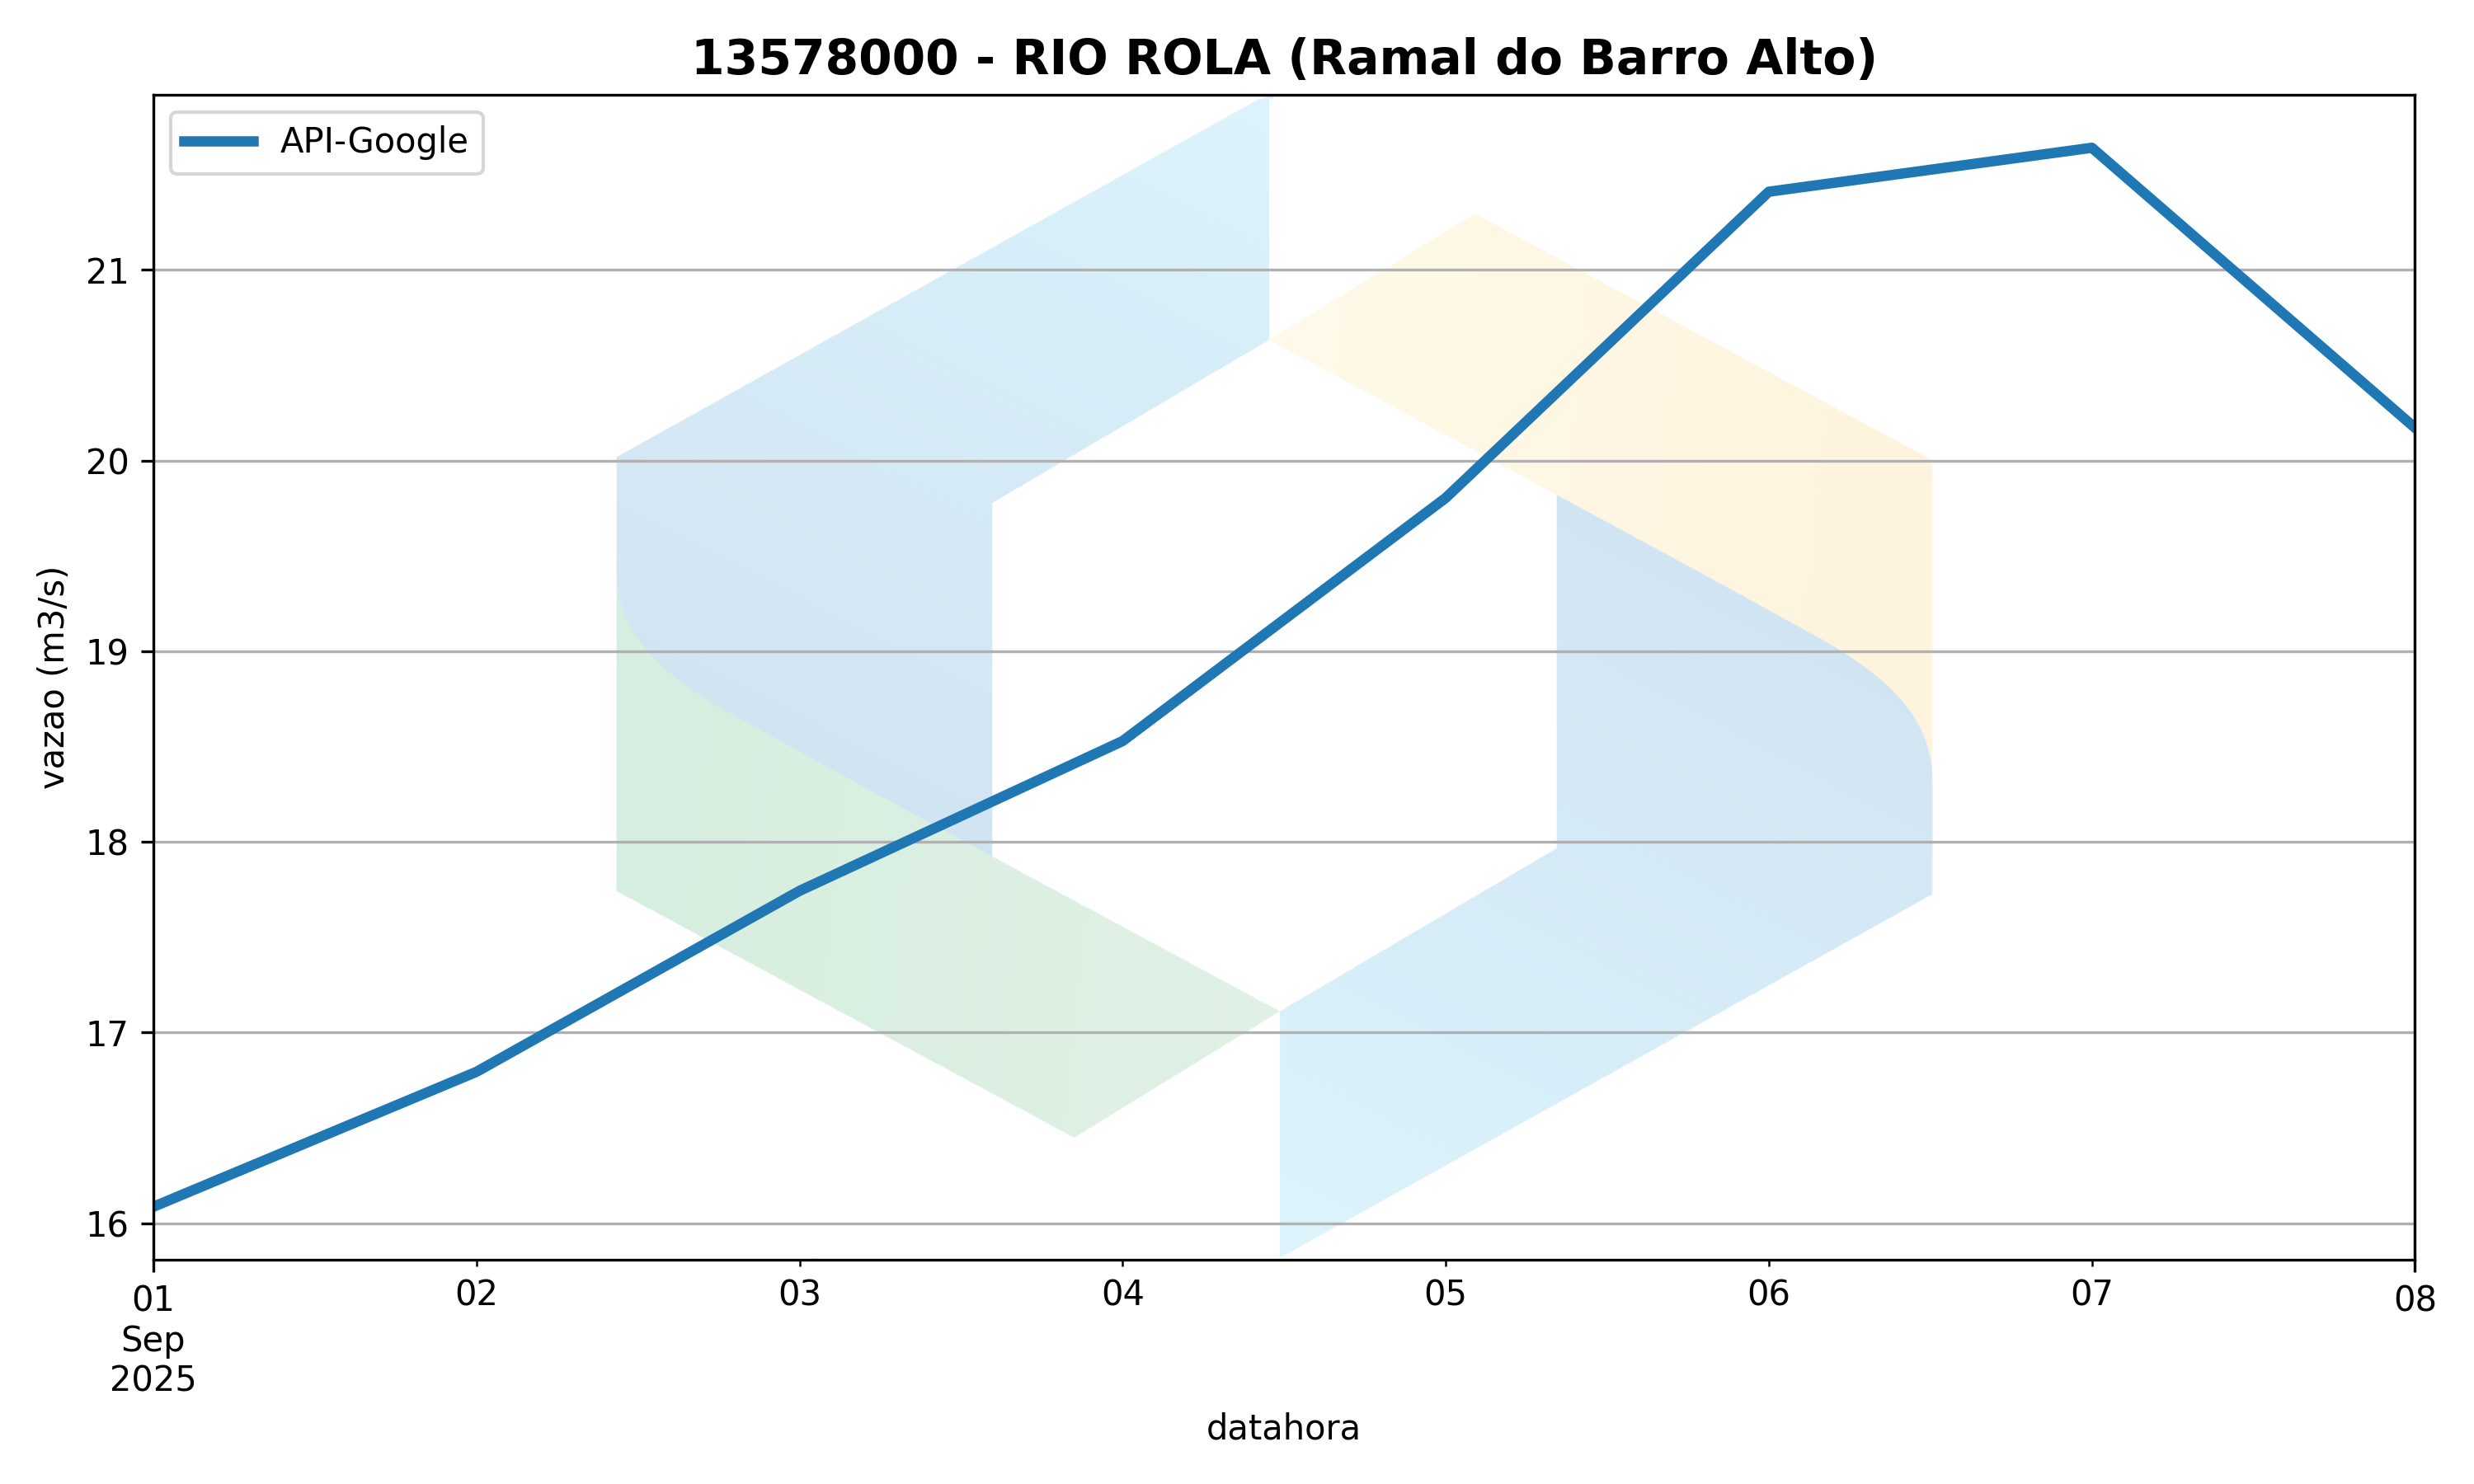 13578000 - RIO ROLA (Ramal do Barro Alto)
API-Google
vazao (m3/s)
21
20
19
18
17
16
01 02 03 04 05 06 07 08
Sep
2025
datahora